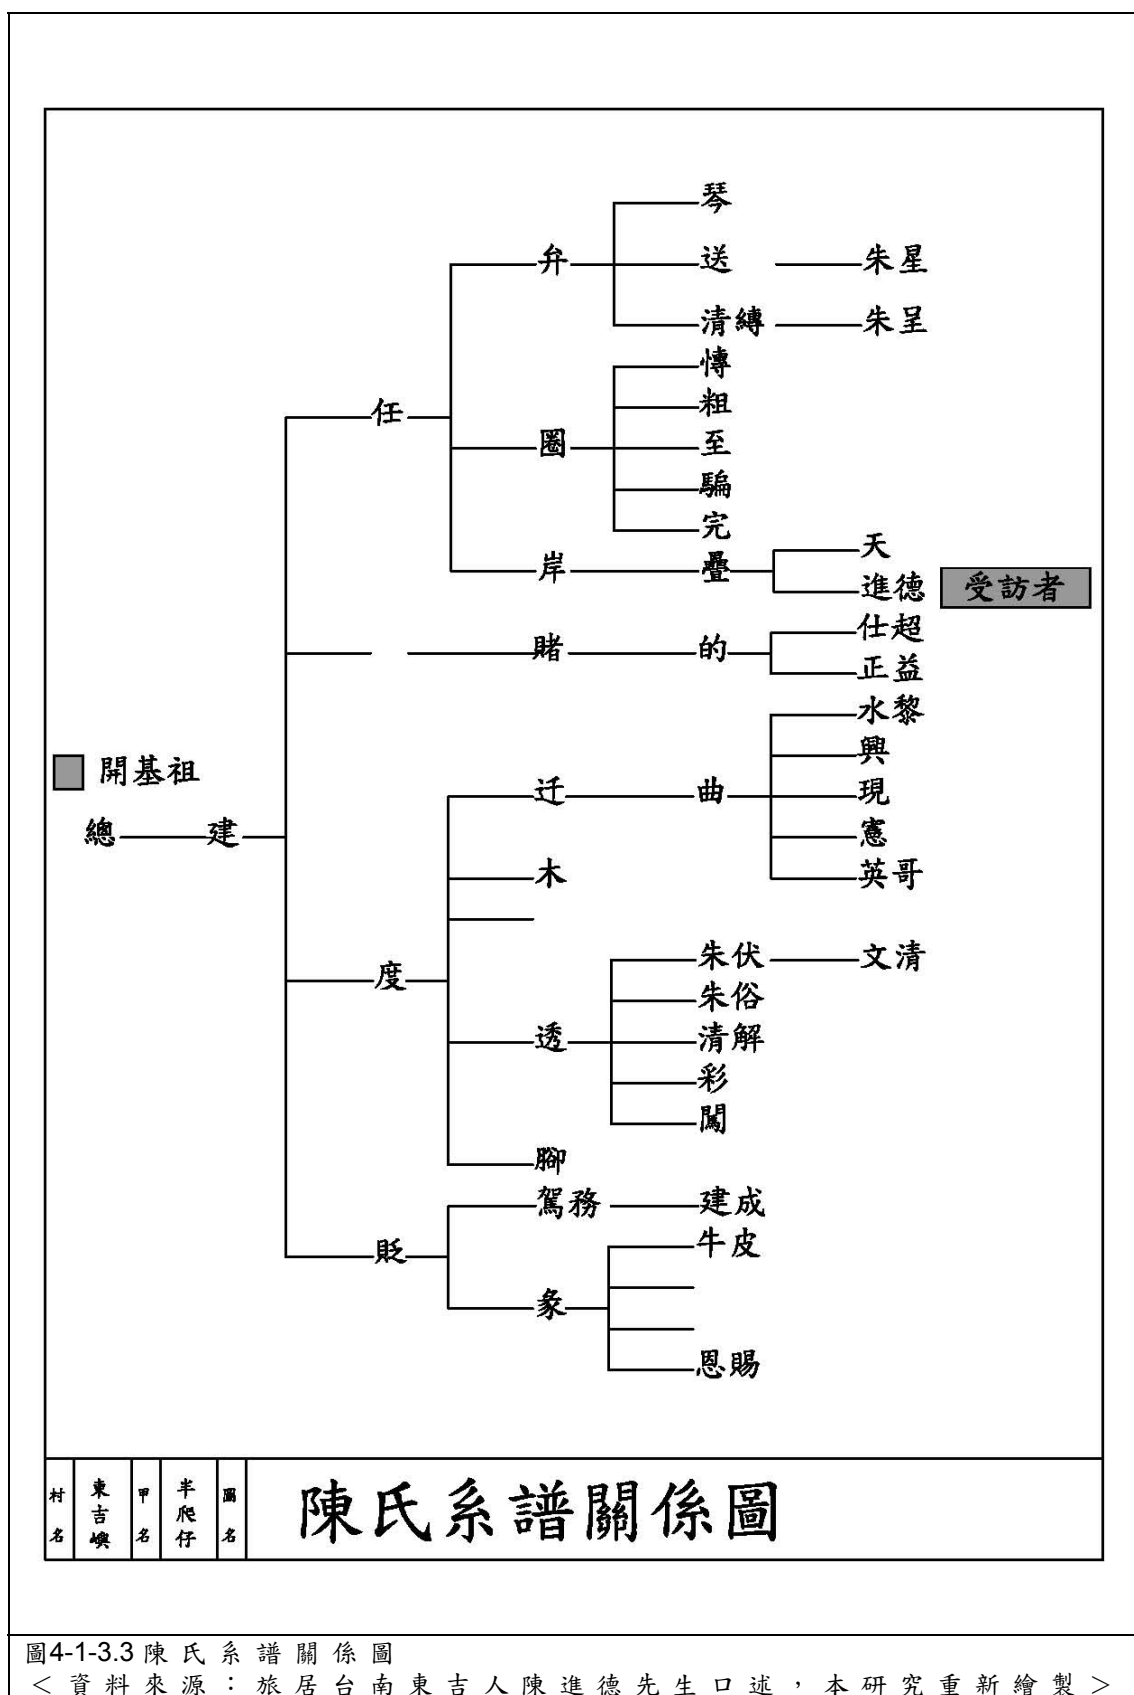 琴
弁 送 朱星
清縳 朱呈
慱
任 粗
圈 至
騙
完
岸 疊 天
進德 受訪者
賭 的 仕超
正益
水黎
興
開基祖
迁 曲 現
總 建 憲
木 英哥
朱伏 文清
度 朱俗
透 清解
彩
闖
腳
駕務 建成
貶 牛皮
彖
恩賜
村名 東吉嶼 甲名 半爬仔 圖名 陳氏系譜關係圖
圖4-1-3.3陳氏系譜關係圖
<資料來源：旅居台南東吉人陳進德先生口述，本研究重新繪製>